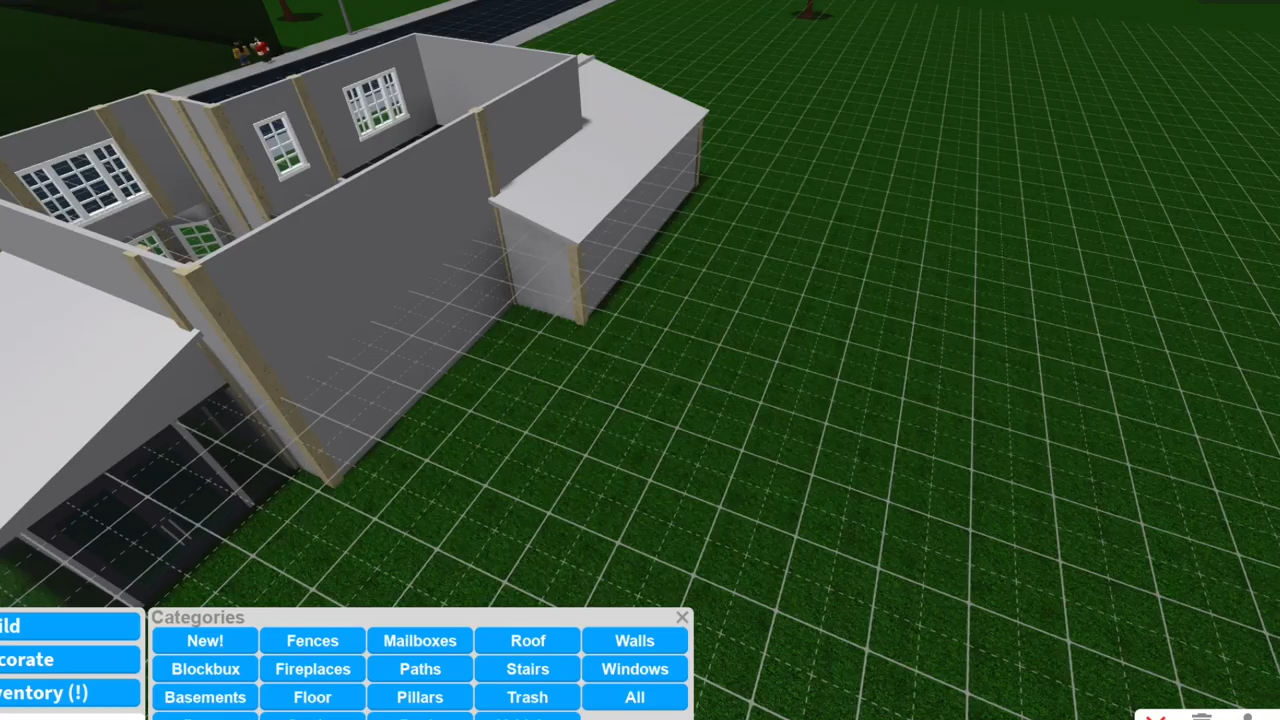 ild
Categories
New! Fences Mailboxes Roof Walls
corate
Blockbux Fireplaces Paths Stairs Windows
ventory (!)
Basements Floor Pillars Trash All